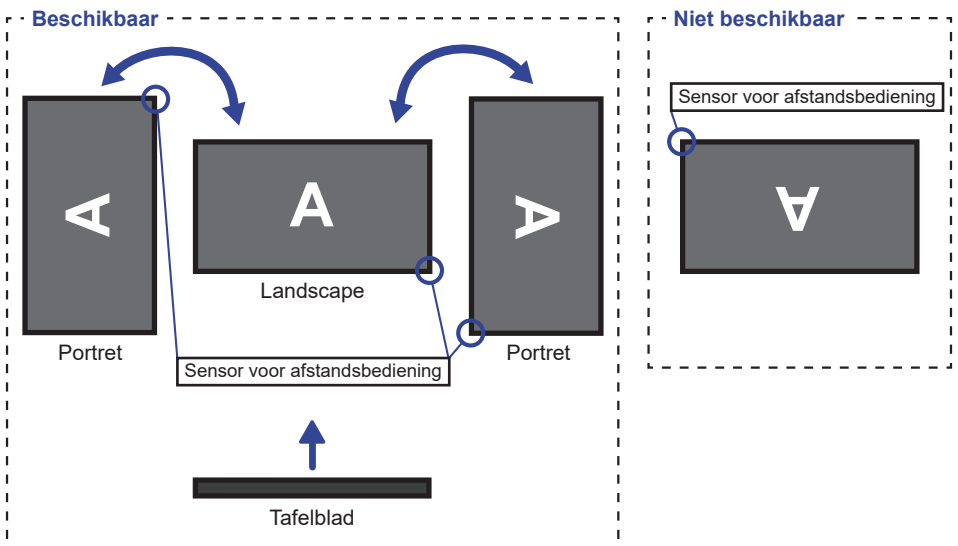 Beschikbaar
Niet beschikbaar
Sensor voor afstandsbediening
A
A
A
A
Landscape
Portret
Portret
Sensor voor afstandsbediening
Tafelblad